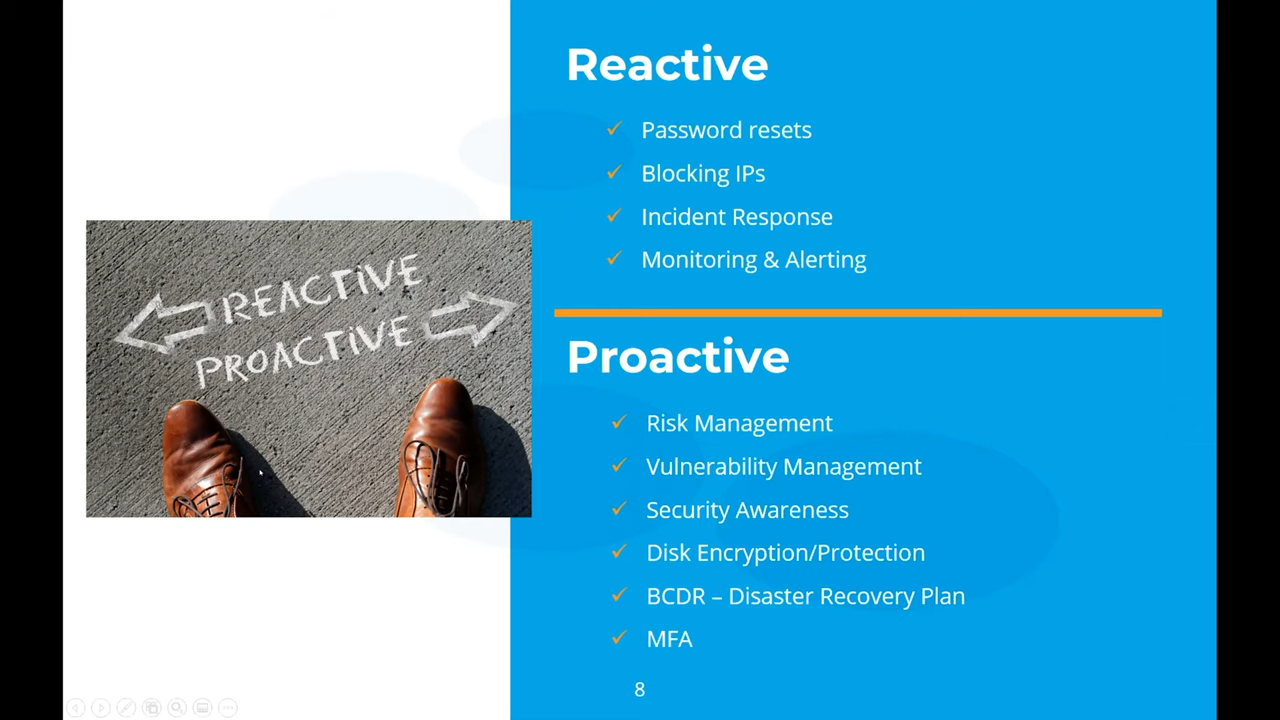 Reactive
Password resets
Blocking IPs
Incident Response
Monitoring & Alerting
REACTIVE
PROACTIVE
Proactive
Risk Management
Vulnerability Management
Security Awareness
Disk Encryption/Protection
BCDR – Disaster Recovery Plan
MFA
8